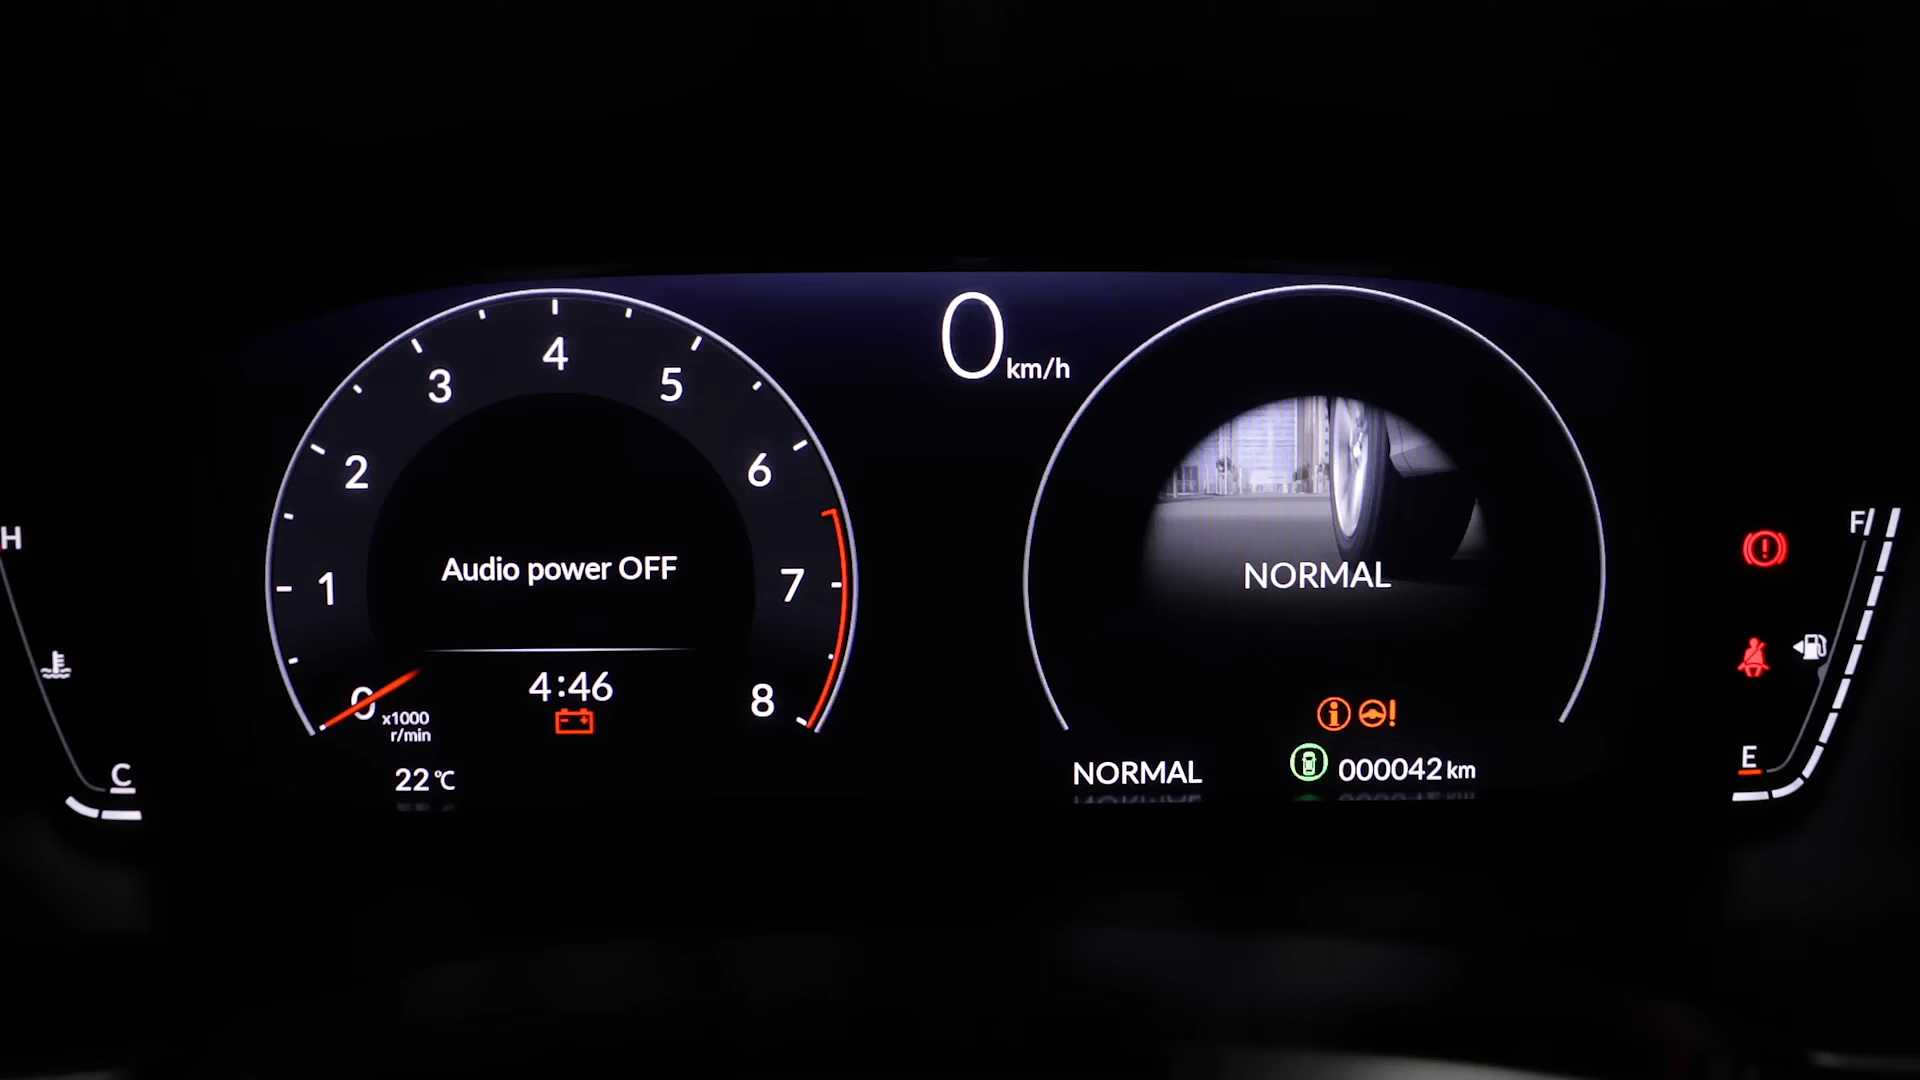 0 km/h
4
3
5
2
6
H
F
Audio power OFF
NORMAL
1
7
4:46
0
8
x1000
r/min
C
E
22°C
NORMAL
000042 km